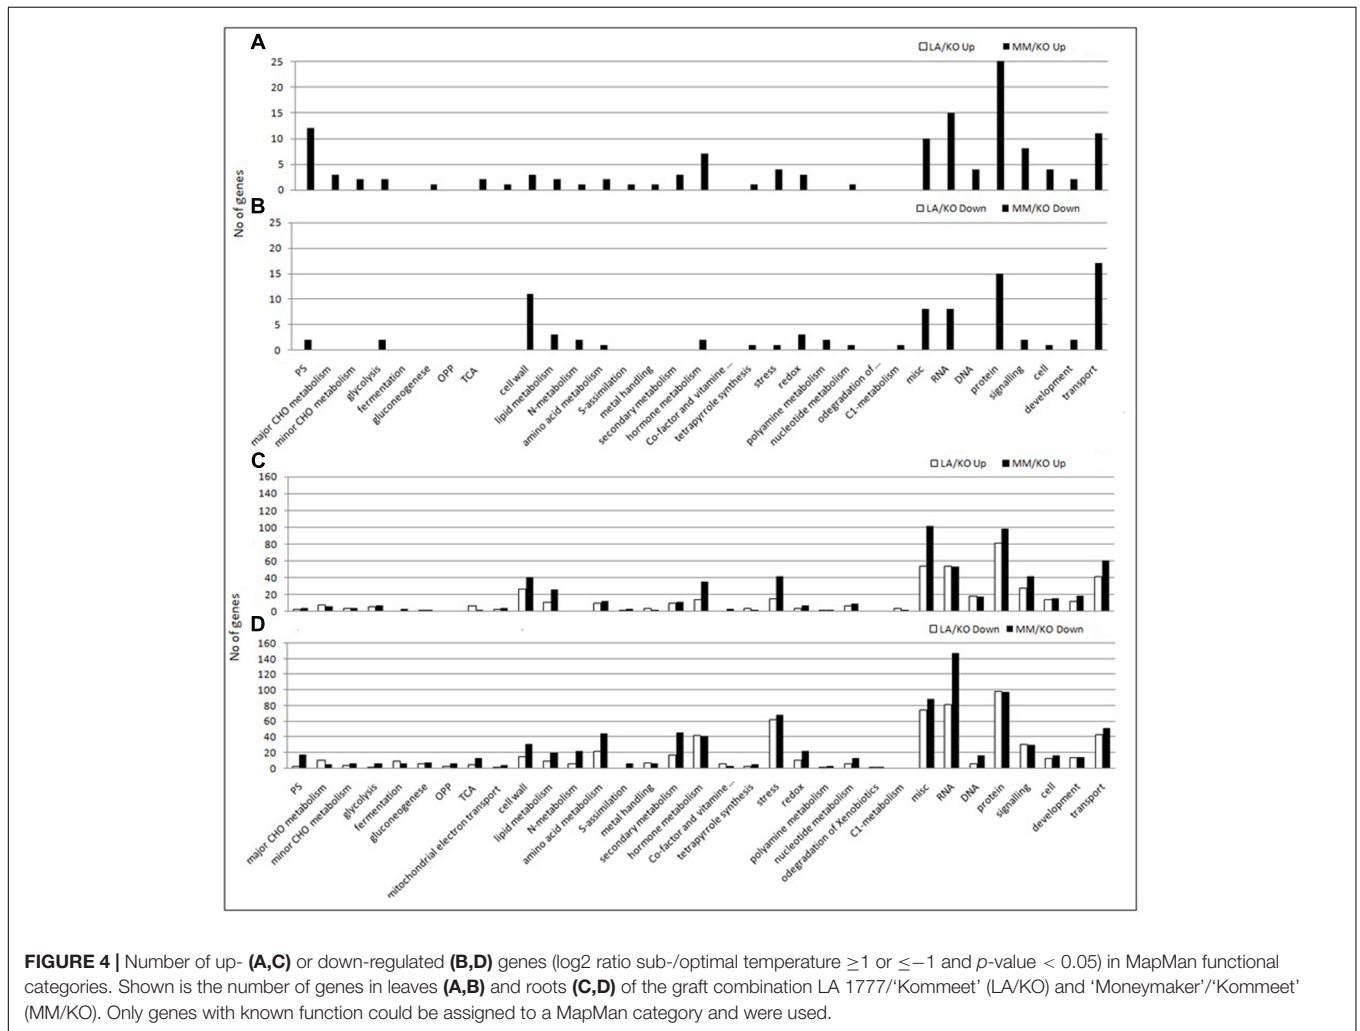 A
LA/KO Up MM/KO Up
25
20
15
10
5
0
No of genes
B
LA/KO Down MM/KO Down
25
20
15
10
5
0
PS
major CHO metabolism
minor CHO metabolism
glycolysis
fermentation
gluconeogenese
OPP
TCA
cell wall
lipid metabolism
N-metabolism
amino acid metabolism
S-assimilation
metal handling
secondary metabolism
hormone metabolism
Co-factor and vitamine...
tetrapyrrole synthesis
stress
redox
polyamine metabolism
nucleotide metabolism
odegradation of...
C1-metabolism
misc
RNA
DNA
protein
signalling
cell
development
transport
C
LA/KO Up MM/KO Up
160
140
120
100
80
60
40
20
0
No of genes
D
LA/KO Down MM/KO Down
160
140
120
100
80
60
40
20
0
PS
major CHO metabolism
minor CHO metabolism
glycolysis
fermentation
gluconeogenese
OPP
TCA
mitochondrial electron transport
cell wall
lipid metabolism
N-metabolism
amino acid metabolism
S-assimilation
metal handling
secondary metabolism
hormone metabolism
Co-factor and vitamine...
tetrapyrrole synthesis
stress
redox
polyamine metabolism
nucleotide metabolism
odegradation of Xenobiotics
C1-metabolism
misc
RNA
DNA
protein
signalling
cell
development
transport
FIGURE 4 | Number of up- (A,C) or down-regulated (B,D) genes (log2 ratio sub-/optimal temperature ≥1 or ≤−1 and p-value < 0.05) in MapMan functional
categories. Shown is the number of genes in leaves (A,B) and roots (C,D) of the graft combination LA 1777/‘Kommeet’ (LA/KO) and ‘Moneymaker’/‘Kommeet’
(MM/KO). Only genes with known function could be assigned to a MapMan category and were used.